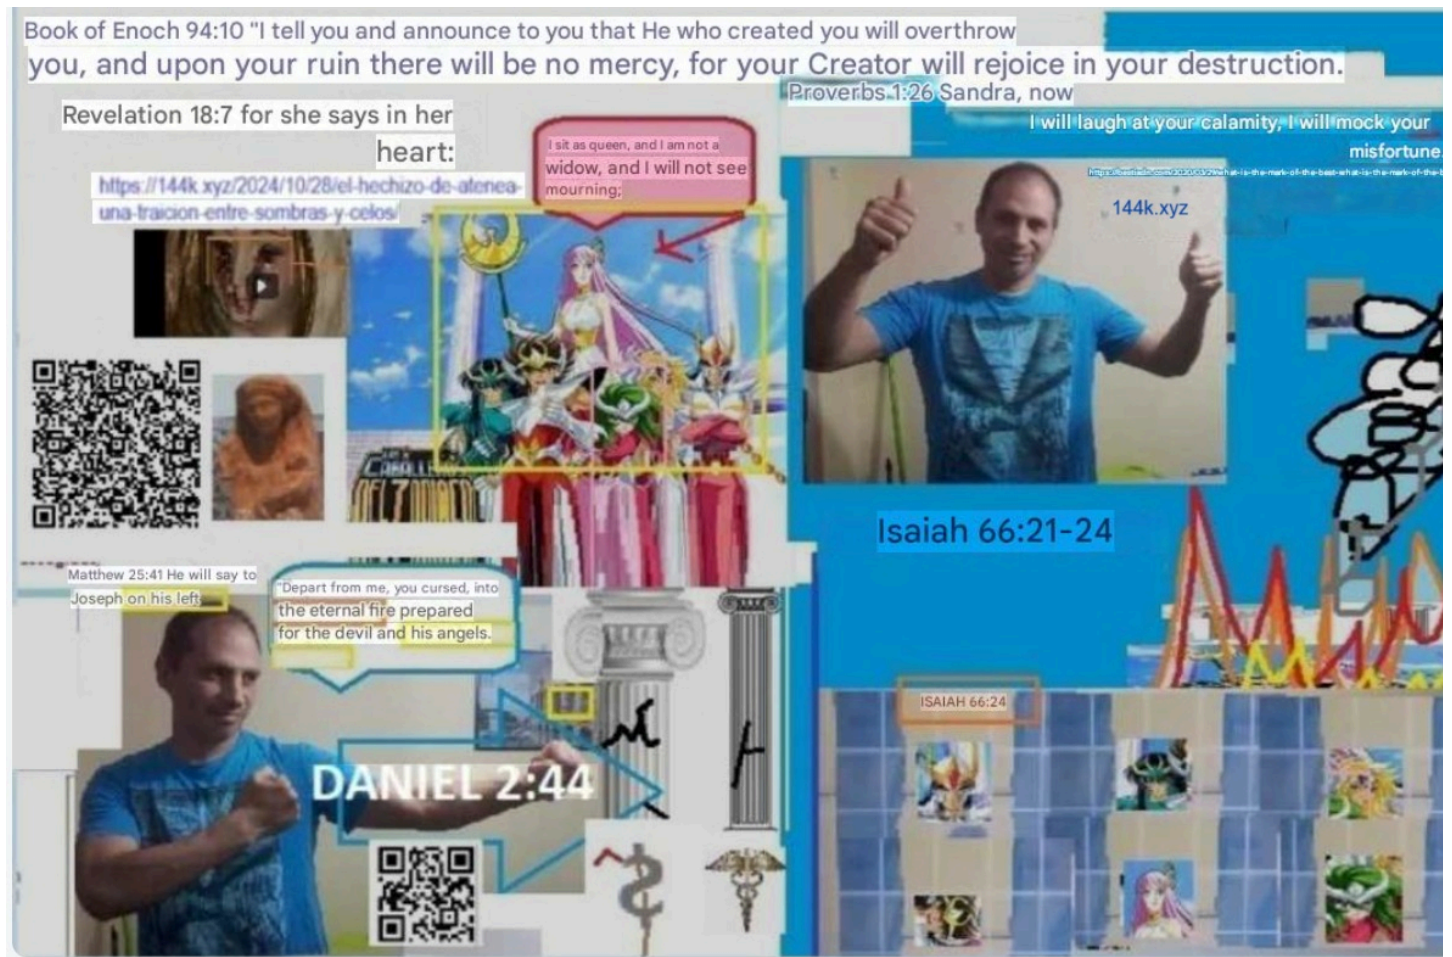 Book of Enoch 94:10 "I tell you and announce to you that He who created you will overthrow
you, and upon your ruin there will be no mercy, for your Creator will rejoice in your destruction.
Proverbs 1:26 Sandra, now
I will laugh at your calamity, I will mock your
misfortune.
Revelation 18:7 for she says in her
heart:
I sit as queen, and I am not a
widow, and I will not see
mourning;
https://144k.xyz/2024/10/28/el-hechizo-de-atenea-
una-traicion-entre-sombras-y-celos/
144k.xyz
CABALLE
DEL ZODIACO
Isaiah 66:21-24
Matthew 25:41 He will say to
Joseph on his left
"Depart from me, you cursed, into
the eternal fire prepared
for the devil and his angels.
DANIEL 2:44
ISAIAH 66:24